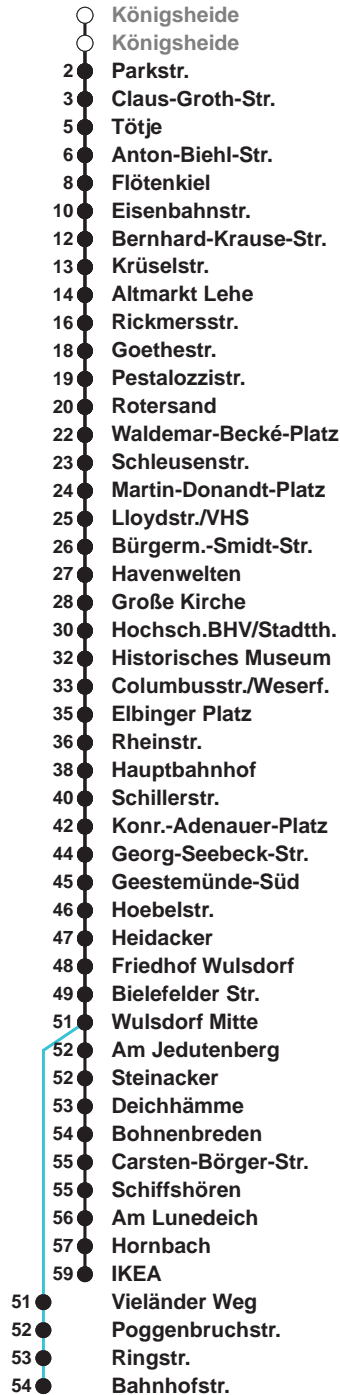 Königsheide
Königsheide
2 Parkstr.
3 Claus-Groth-Str.
5 Tötje
6 Anton-Biehl-Str.
8 Flötenkiel
10 Eisenbahnstr.
12 Bernhard-Krause-Str.
13 Krüselstr.
14 Altmarkt Lehe
16 Rickmersstr.
18 Goethestr.
19 Pestalozzistr.
20 Rotersand
22 Waldemar-Becké-Platz
23 Schleusenstr.
24 Martin-Donandt-Platz
25 Lloydstr./VHS
26 Bürgerm.-Smidt-Str.
27 Havenwelten
28 Große Kirche
30 Hochsch.BHV/Stadtth.
32 Historisches Museum
33 Columbusstr./Weserf.
35 Elbinger Platz
36 Rheinstr.
38 Hauptbahnhof
40 Schillerstr.
42 Konr.-Adenauer-Platz
44 Georg-Seebeck-Str.
45 Geestemünde-Süd
46 Hoebelstr.
47 Heidacker
48 Friedhof Wulsdorf
49 Bielefelder Str.
51 Wulsdorf Mitte
52 Am Jedutenberg
52 Steinacker
53 Deichhämme
54 Bohnenbreden
55 Carsten-Börger-Str.
55 Schiffshören
56 Am Lunedeich
57 Hornbach
59 IKEA
51 Vieländer Weg
52 Poggenbruchstr.
53 Ringstr.
54 Bahnhofstr.